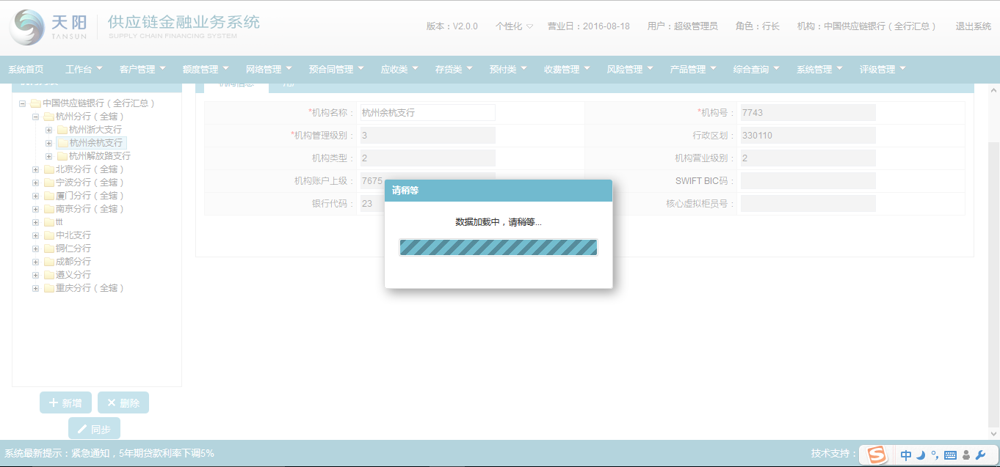 天阳 TANSUN 供应链金融业务系统 SUPPLY CHAIN FINANCING SYSTEM
版本：V2.0.0 个性化 营业日：2016-08-18 用户：超级管理员 角色：行长 机构：中国供应链银行（全行汇总） 退出系统
系统首页 工作台 客户管理 额度管理 网络管理 预合同管理 应收类 存货类 预付类 收费管理 风险管理 产品管理 综合查询 系统管理 评级管理
机构信息
中国供应链银行（全行汇总）
杭州分行（全辖）
杭州浙大支行
杭州余杭支行
杭州解放路支行
北京分行（全辖）
宁波分行（全辖）
厦门分行（全辖）
南京分行（全辖）
ttt
中北支行
铜仁分行
成都分行
遵义分行
重庆分行（全辖）
新增 删除
同步
*机构名称： 杭州余杭支行 *机构号： 7743
*机构管理级别： 3 行政区划： 330110
机构类型： 2 机构营业级别： 2
机构账户上级： 7675 SWIFT BIC码：
银行代码： 23 核心虚拟柜员号：
请稍等
数据加载中，请稍等...
系统最新提示：紧急通知，5年期贷款利率下调5% 技术支持： S 中